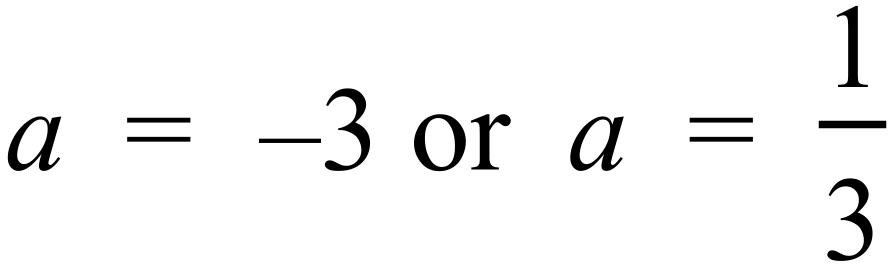 a = –3 or a = 1/3